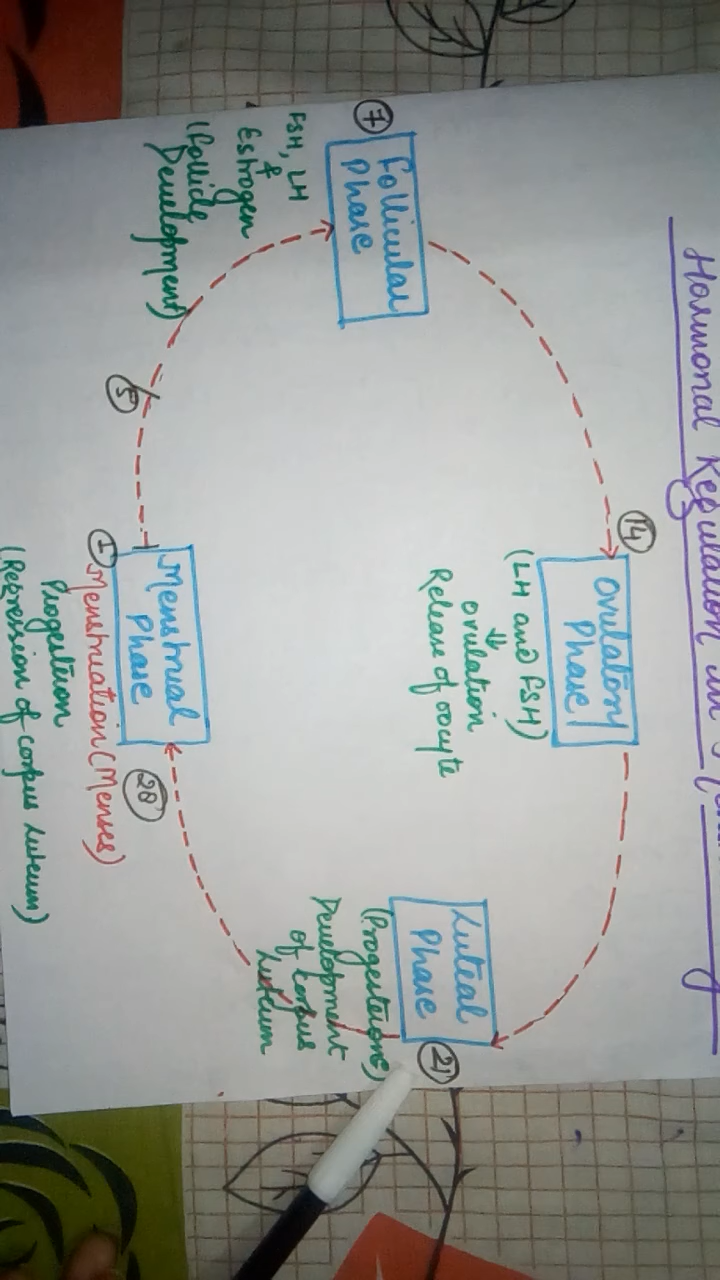 Hormonal Regulation in
Follicular
Phase
7
FSH, LH
&
Estrogen
(Follicle
Development)
14
Ovulatory
Phase
(LH and FSH)
⇓
ovulation
Release of oocyte
Luteal
Phase
21
(Progesterons)
Development
of corpus
Luteum
5
Menstrual
Phase
1
28
Menstruation (Menses)
Progesteron
(Regression of corpus luteum)